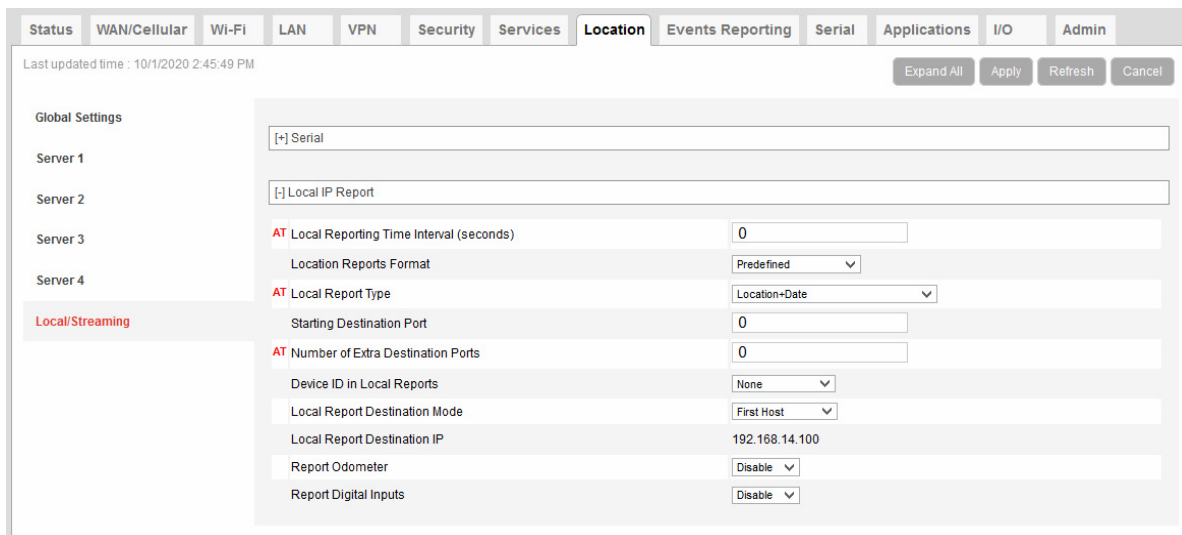 Status WAN/Cellular Wi-Fi LAN VPN Security Services Location Events Reporting Serial Applications I/O Admin
Last updated time : 10/1/2020 2:45:49 PM
Expand All Apply Refresh Cancel
Global Settings
Server 1
Server 2
Server 3
Server 4
Local/Streaming
[+] Serial
[-] Local IP Report
AT Local Reporting Time Interval (seconds) 0
Location Reports Format Predefined
AT Local Report Type Location+Date
Starting Destination Port 0
AT Number of Extra Destination Ports 0
Device ID in Local Reports None
Local Report Destination Mode First Host
Local Report Destination IP 192.168.14.100
Report Odometer Disable
Report Digital Inputs Disable